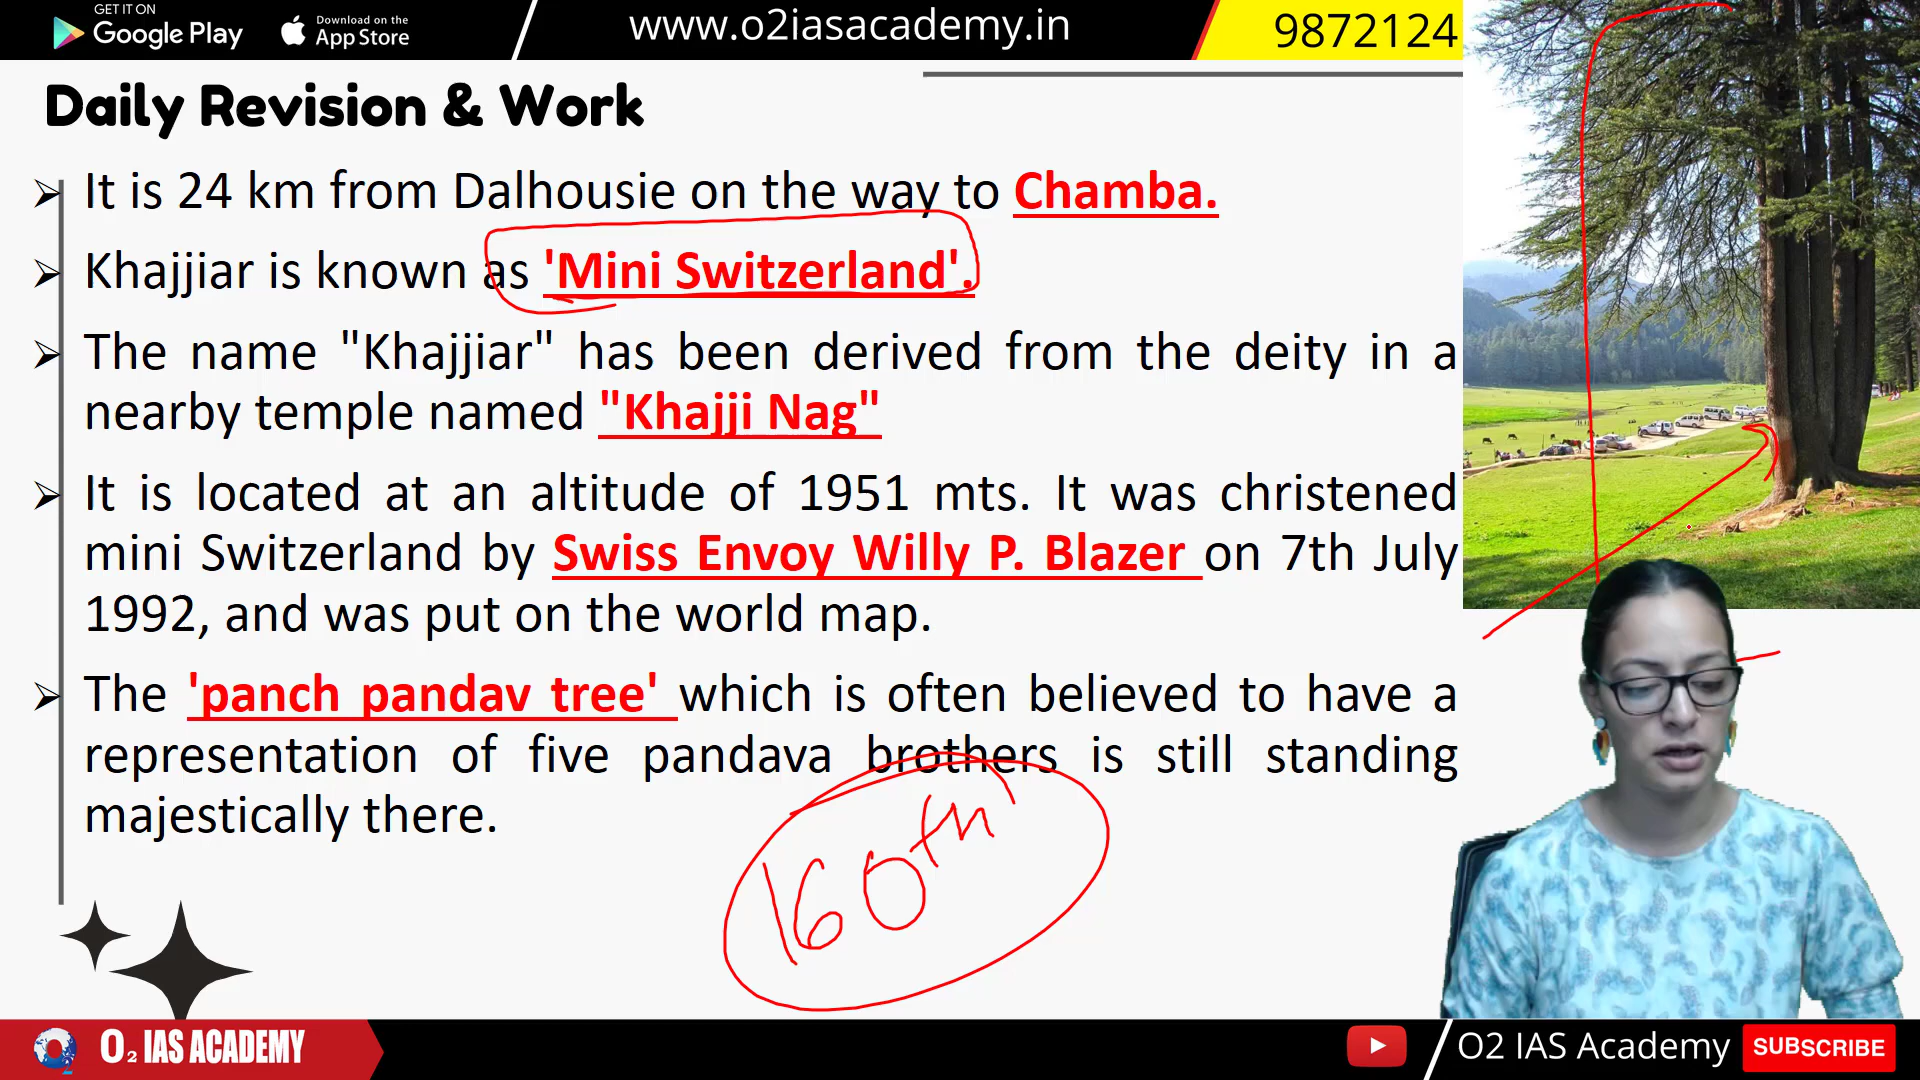 GET IT ON
Google Play
Download on the
App Store
www.o2iasacademy.in
9872124
Daily Revision & Work
It is 24 km from Dalhousie on the way to Chamba.
Khajjiar is known as 'Mini Switzerland'.
The name "Khajjiar" has been derived from the deity in a
nearby temple named "Khajji Nag"
It is located at an altitude of 1951 mts. It was christened
mini Switzerland by Swiss Envoy Willy P. Blazer on 7th July
1992, and was put on the world map.
The 'panch pandav tree' which is often believed to have a
representation of five pandava brothers is still standing
majestically there.
160th
O2 IAS ACADEMY
O2 IAS Academy
SUBSCRIBE